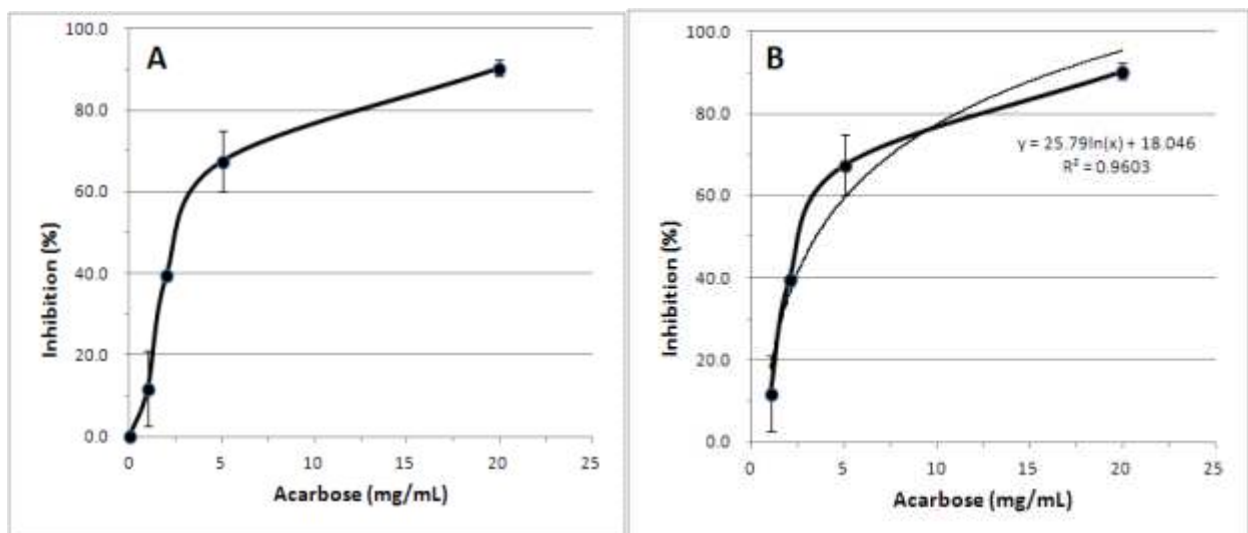 A
100.0
80.0
60.0
40.0
20.0
0.0
Inhibition (%)
0 5 10 15 20 25
Acarbose (mg/mL)
B
100.0
80.0
60.0
40.0
20.0
0.0
Inhibition (%)
y = 25.79ln(x) + 18.046
R² = 0.9603
0 5 10 15 20 25
Acarbose (mg/mL)